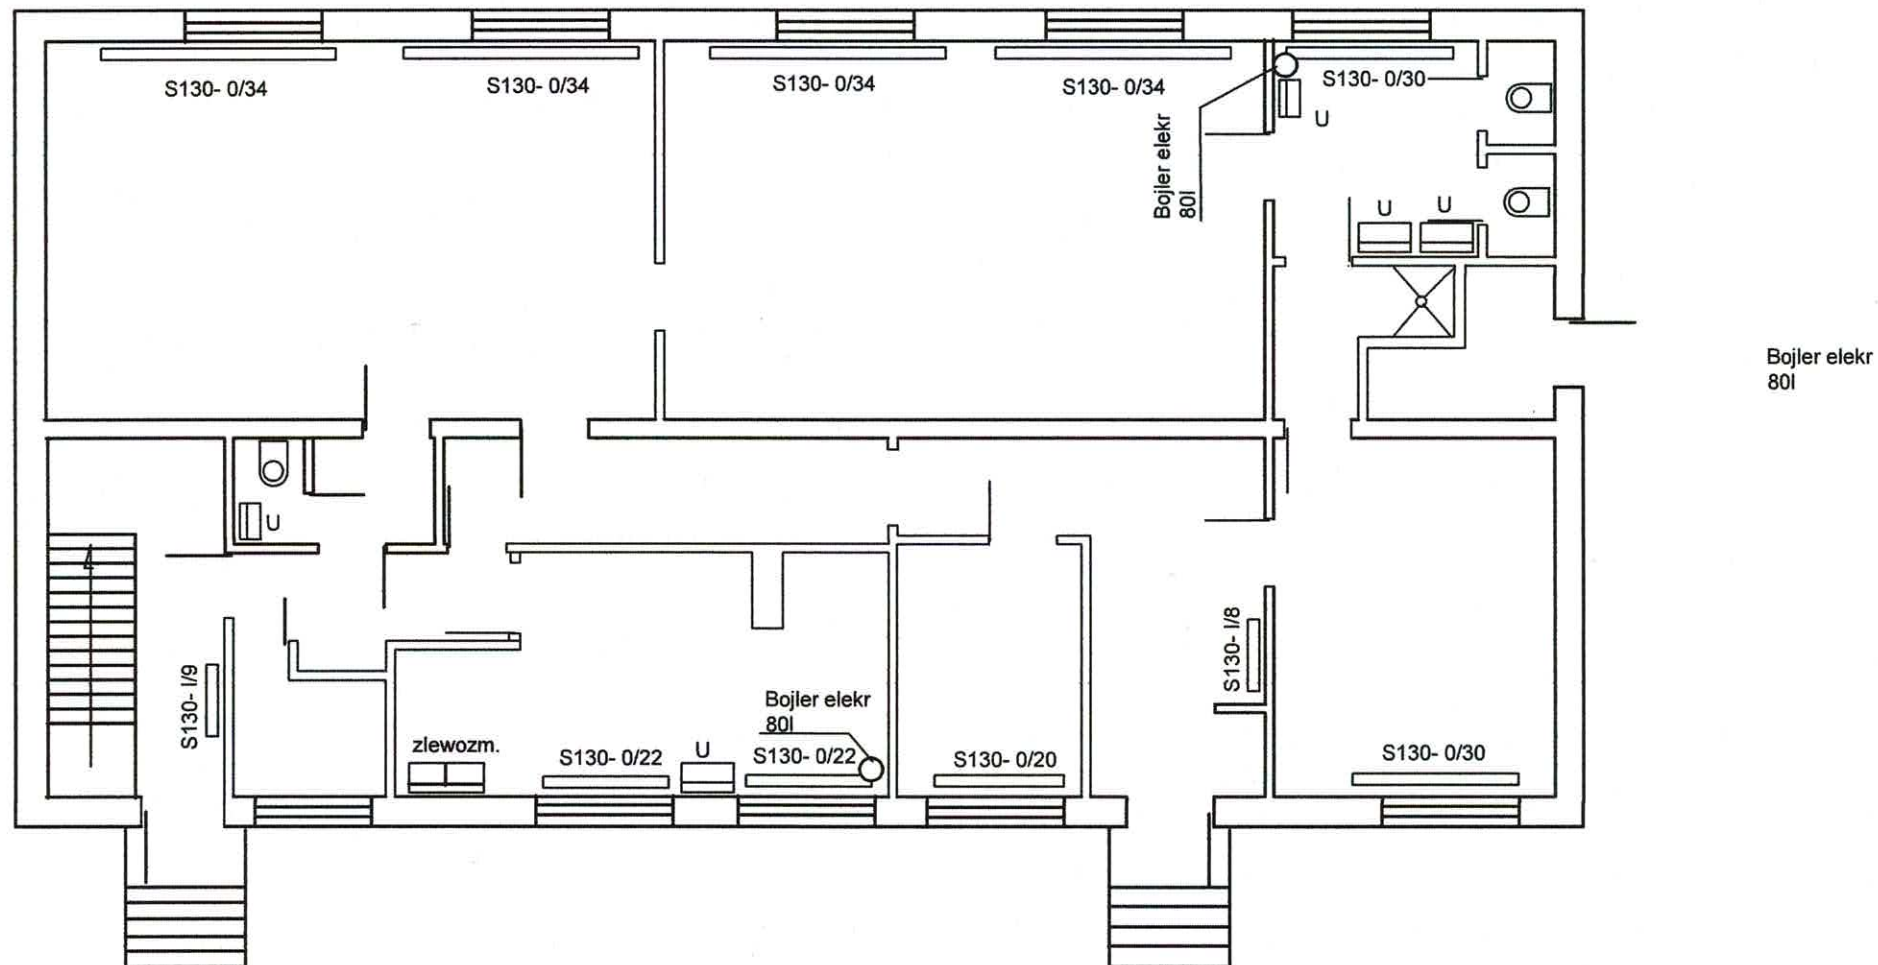 S130- 0/34
S130- 0/34
S130- 0/34
S130- 0/34
S130- 0/30
U
Bojler elekr
80l
U
U
Bojler elekr
80l
U
S130- I/9
zlewozm.
S130- 0/22
U
Bojler elekr
80l
S130- 0/22
S130- 0/20
S130- I/8
S130- 0/30